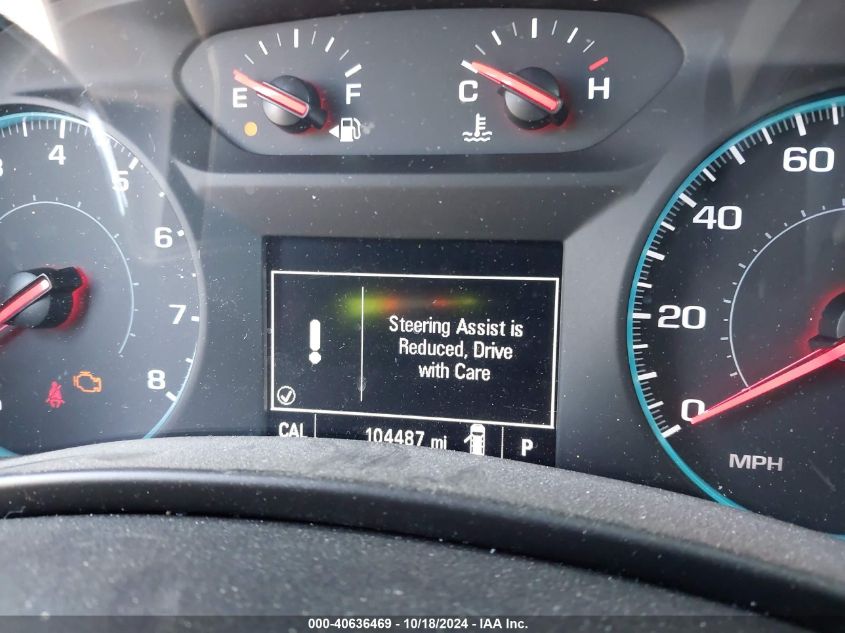 E F
C H
3 4 5 6 7 8
60
40
20
0
MPH
Steering Assist is
Reduced, Drive
with Care
CAL 104487 mi P
000-40636469 - 10/18/2024 - IAA Inc.